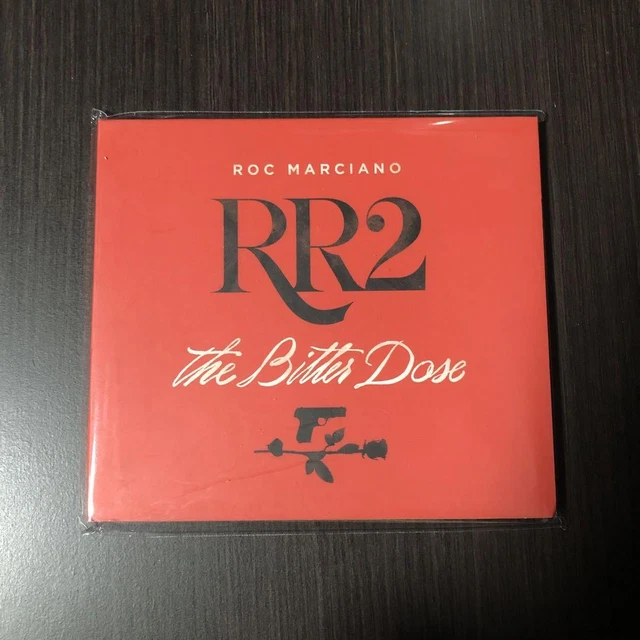 ROC MARCIANO
RR2
the Bitter Dose